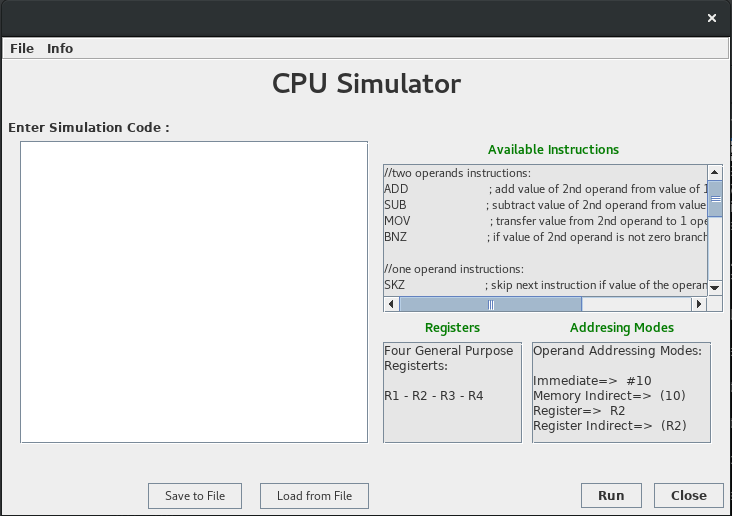 File Info
CPU Simulator
Enter Simulation Code :
Available Instructions
//two operands instructions:
ADD ; add value of 2nd operand from value of 1
SUB ; subtract value of 2nd operand from value
MOV ; transfer value from 2nd operand to 1 ope
BNZ ; if value of 2nd operand is not zero branch
//one operand instructions:
SKZ ; skip next instruction if value of the operan
Registers
Four General Purpose
Registerts:
R1 - R2 - R3 - R4
Addresing Modes
Operand Addressing Modes:
Immediate=> #10
Memory Indirect=> (10)
Register=> R2
Register Indirect=> (R2)
Save to File Load from File Run Close